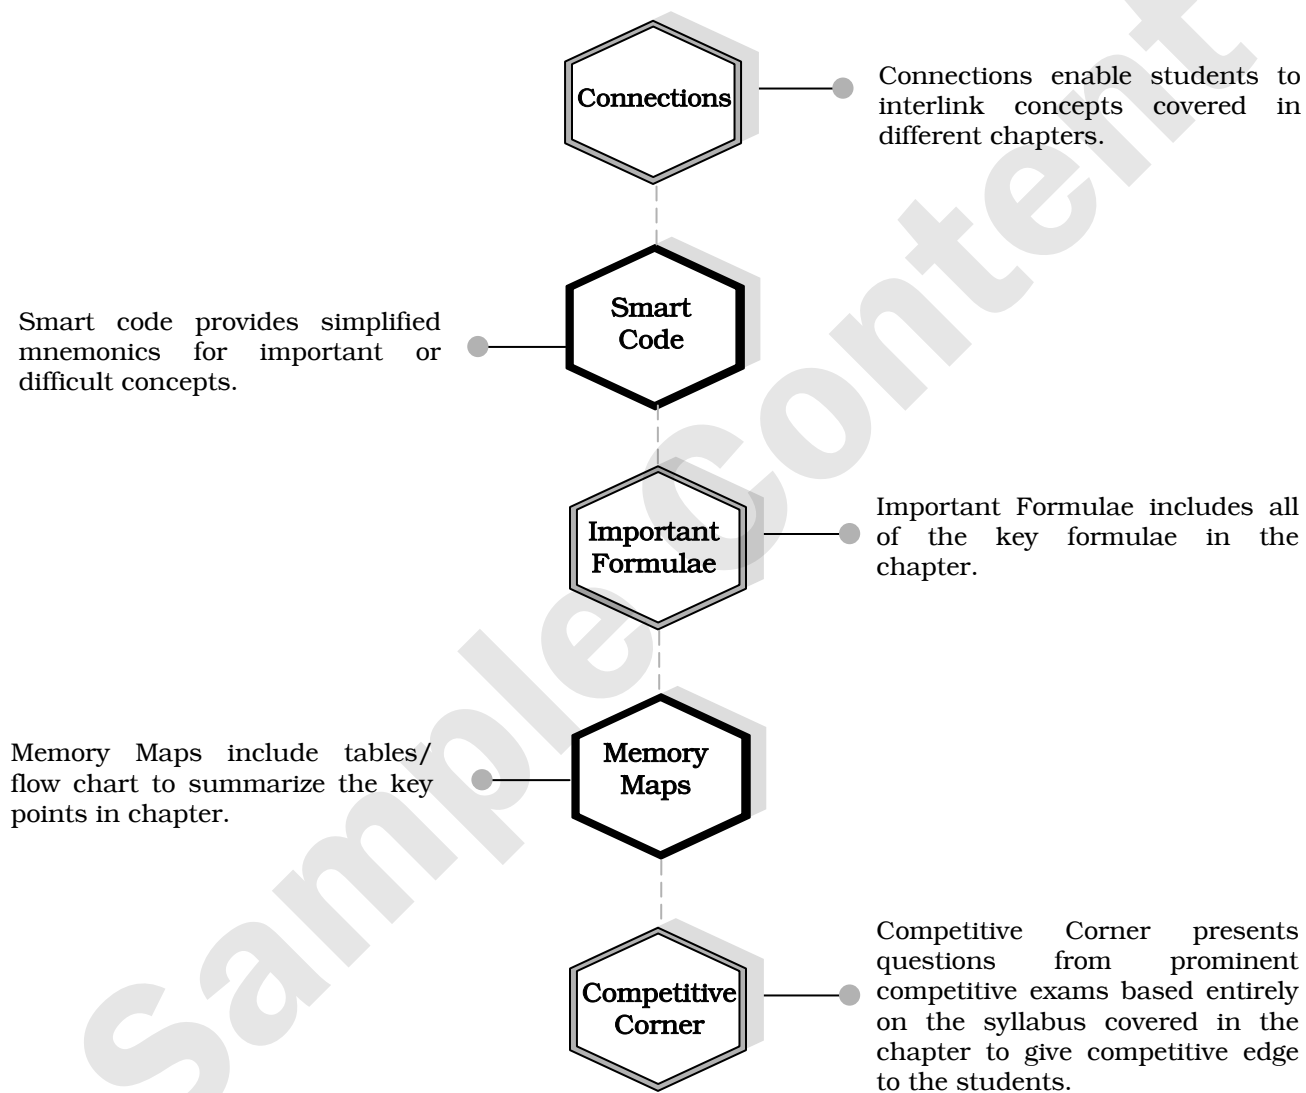 Connections
Connections enable students to
interlink concepts covered in
different chapters.
Smart
Code
Smart code provides simplified
mnemonics for important or
difficult concepts.
Important
Formulae
Important Formulae includes all
of the key formulae in the
chapter.
Memory
Maps
Memory Maps include tables/
flow chart to summarize the key
points in chapter.
Competitive
Corner
Competitive Corner presents
questions from prominent
competitive exams based entirely
on the syllabus covered in the
chapter to give competitive edge
to the students.
Sample Content